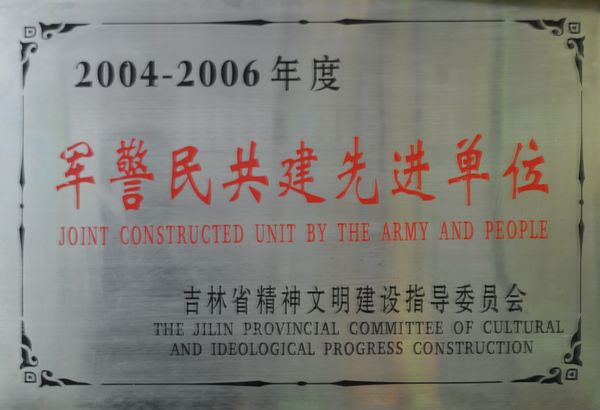 2004-2006年度
军警民共建先进单位
JOINT CONSTRUCTED UNIT BY THE ARMY AND PEOPLE
吉林省精神文明建设指导委员会
THE JILIN PROVINCIAL COMMITTEE OF CULTURAL
AND IDEOLOGICAL PROGRESS CONSTRUCTION